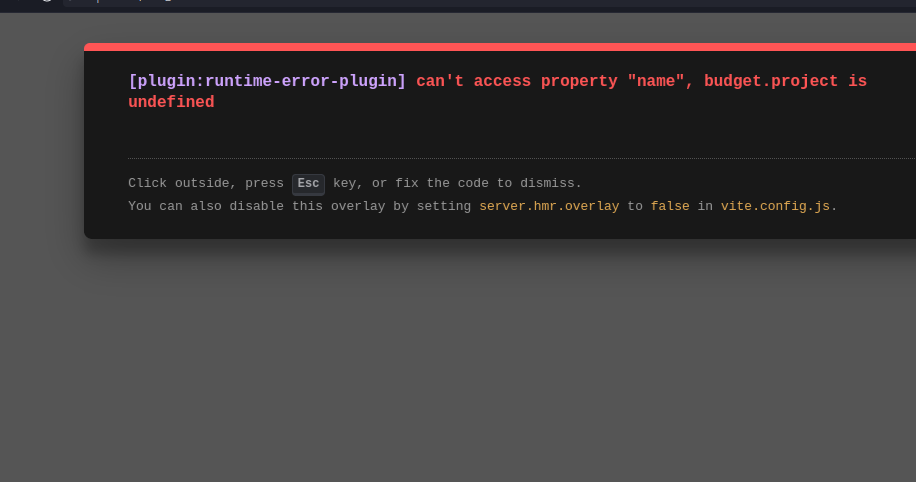 [plugin:runtime-error-plugin] can't access property "name", budget.project is
undefined
Click outside, press Esc key, or fix the code to dismiss.
You can also disable this overlay by setting server.hmr.overlay to false in vite.config.js.